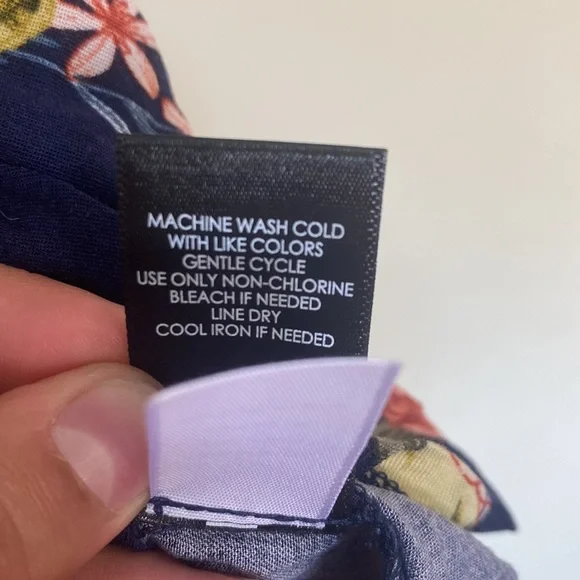 MACHINE WASH COLD
WITH LIKE COLORS
GENTLE CYCLE
USE ONLY NON-CHLORINE
BLEACH IF NEEDED
LINE DRY
COOL IRON IF NEEDED